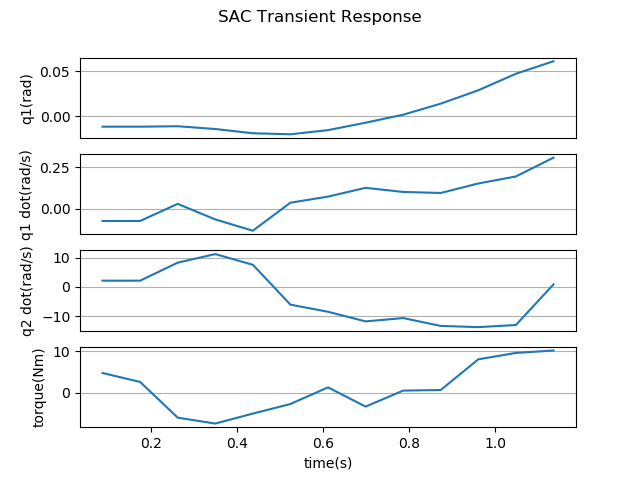 SAC Transient Response
q1(rad)
0.05
0.00
q1 dot(rad/s)
0.25
0.00
q2 dot(rad/s)
10
0
−10
torque(Nm)
10
0
0.2 0.4 0.6 0.8 1.0
time(s)